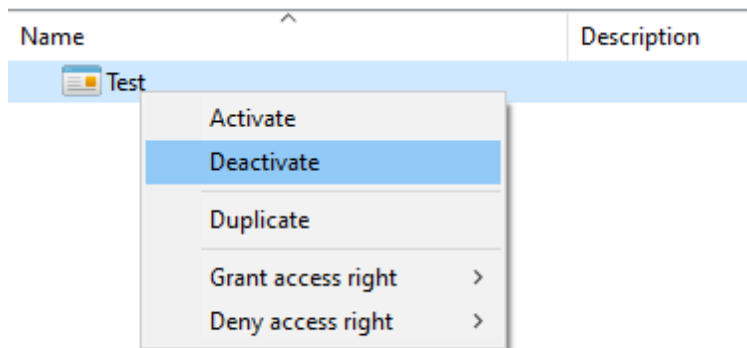 Name Description
Test
Activate
Deactivate
Duplicate
Grant access right
Deny access right